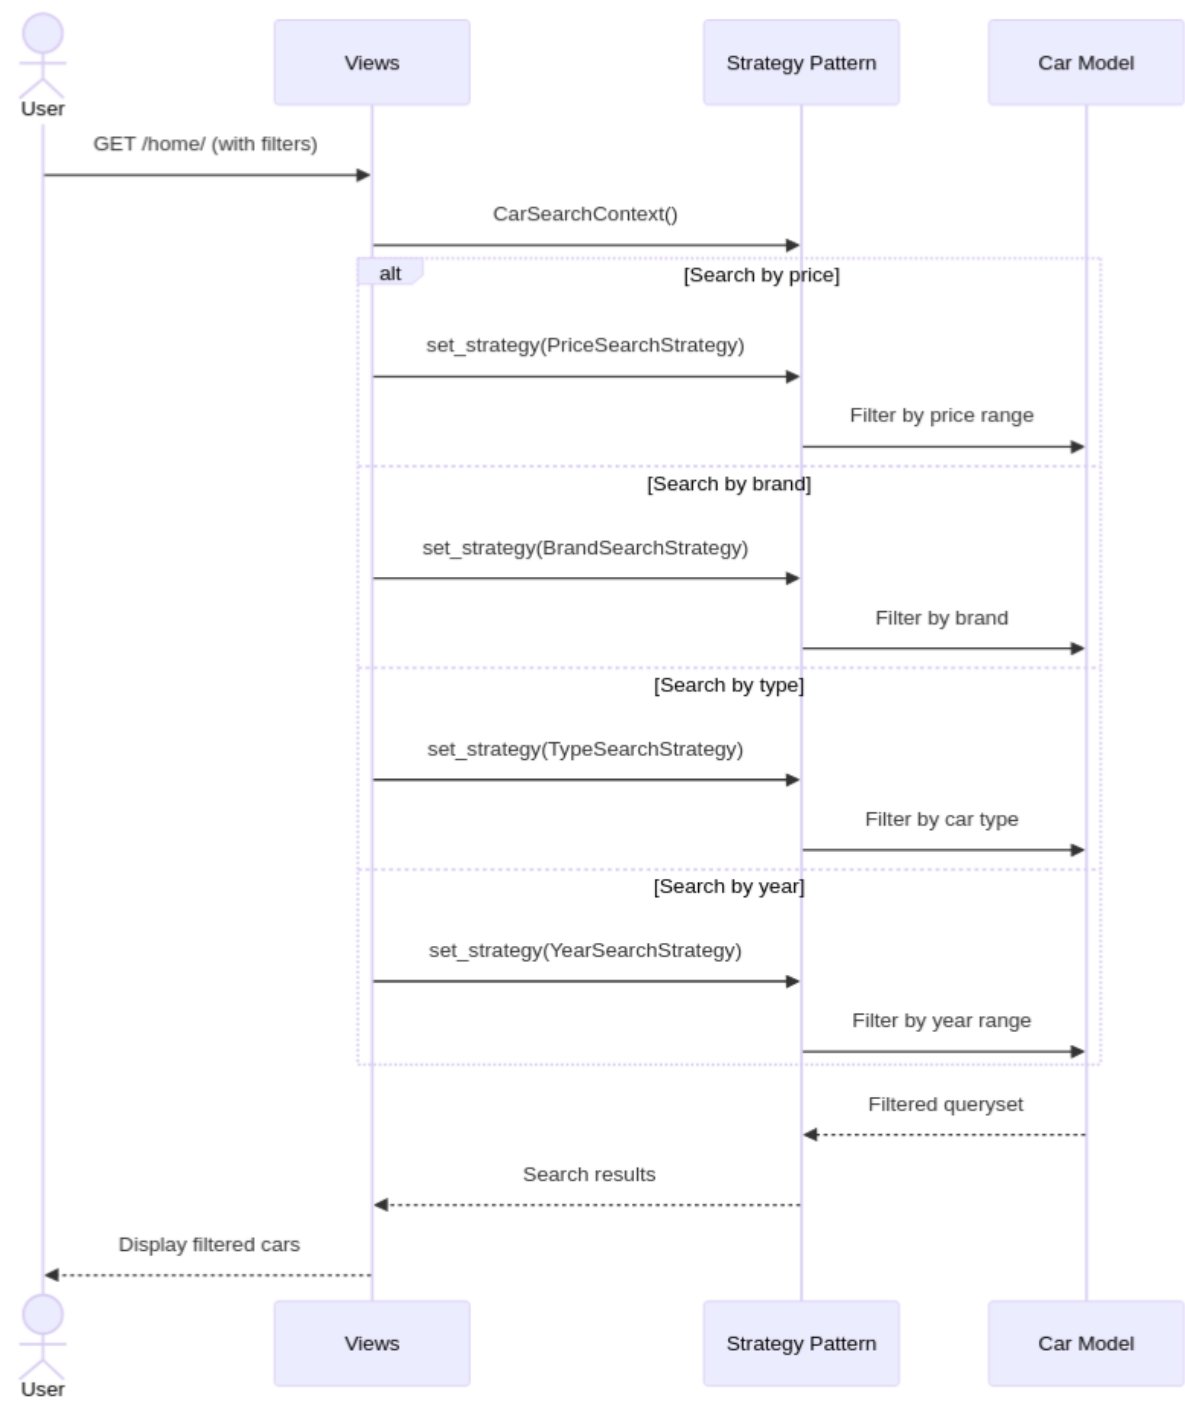 User
Views
Strategy Pattern
Car Model
GET /home/ (with filters)
CarSearchContext()
alt
[Search by price]
set_strategy(PriceSearchStrategy)
Filter by price range
[Search by brand]
set_strategy(BrandSearchStrategy)
Filter by brand
[Search by type]
set_strategy(TypeSearchStrategy)
Filter by car type
[Search by year]
set_strategy(YearSearchStrategy)
Filter by year range
Filtered queryset
Search results
Display filtered cars
User
Views
Strategy Pattern
Car Model